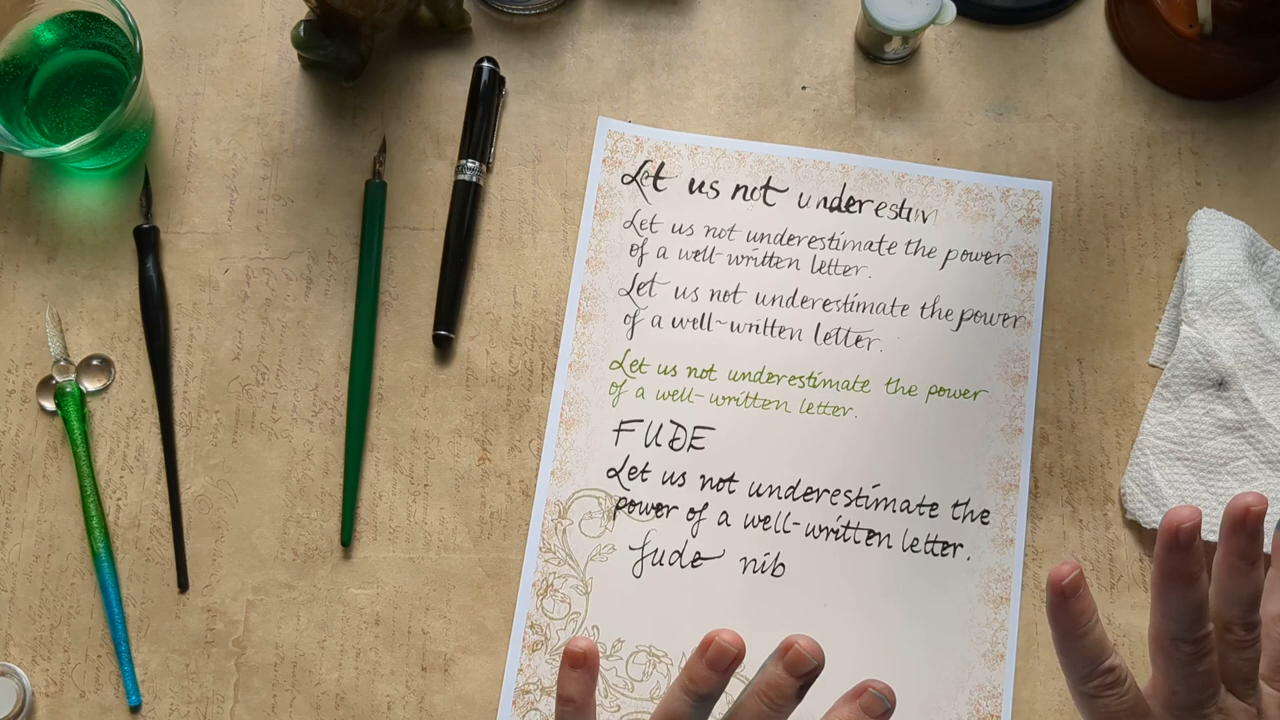 Let us not underestim
Let us not underestimate the power
of a well-written letter.
Let us not underestimate the power
of a well-written letter.
Let us not underestimate the power
of a well-written letter.
FUDE
Let us not underestimate the
power of a well-written letter.
fude nib